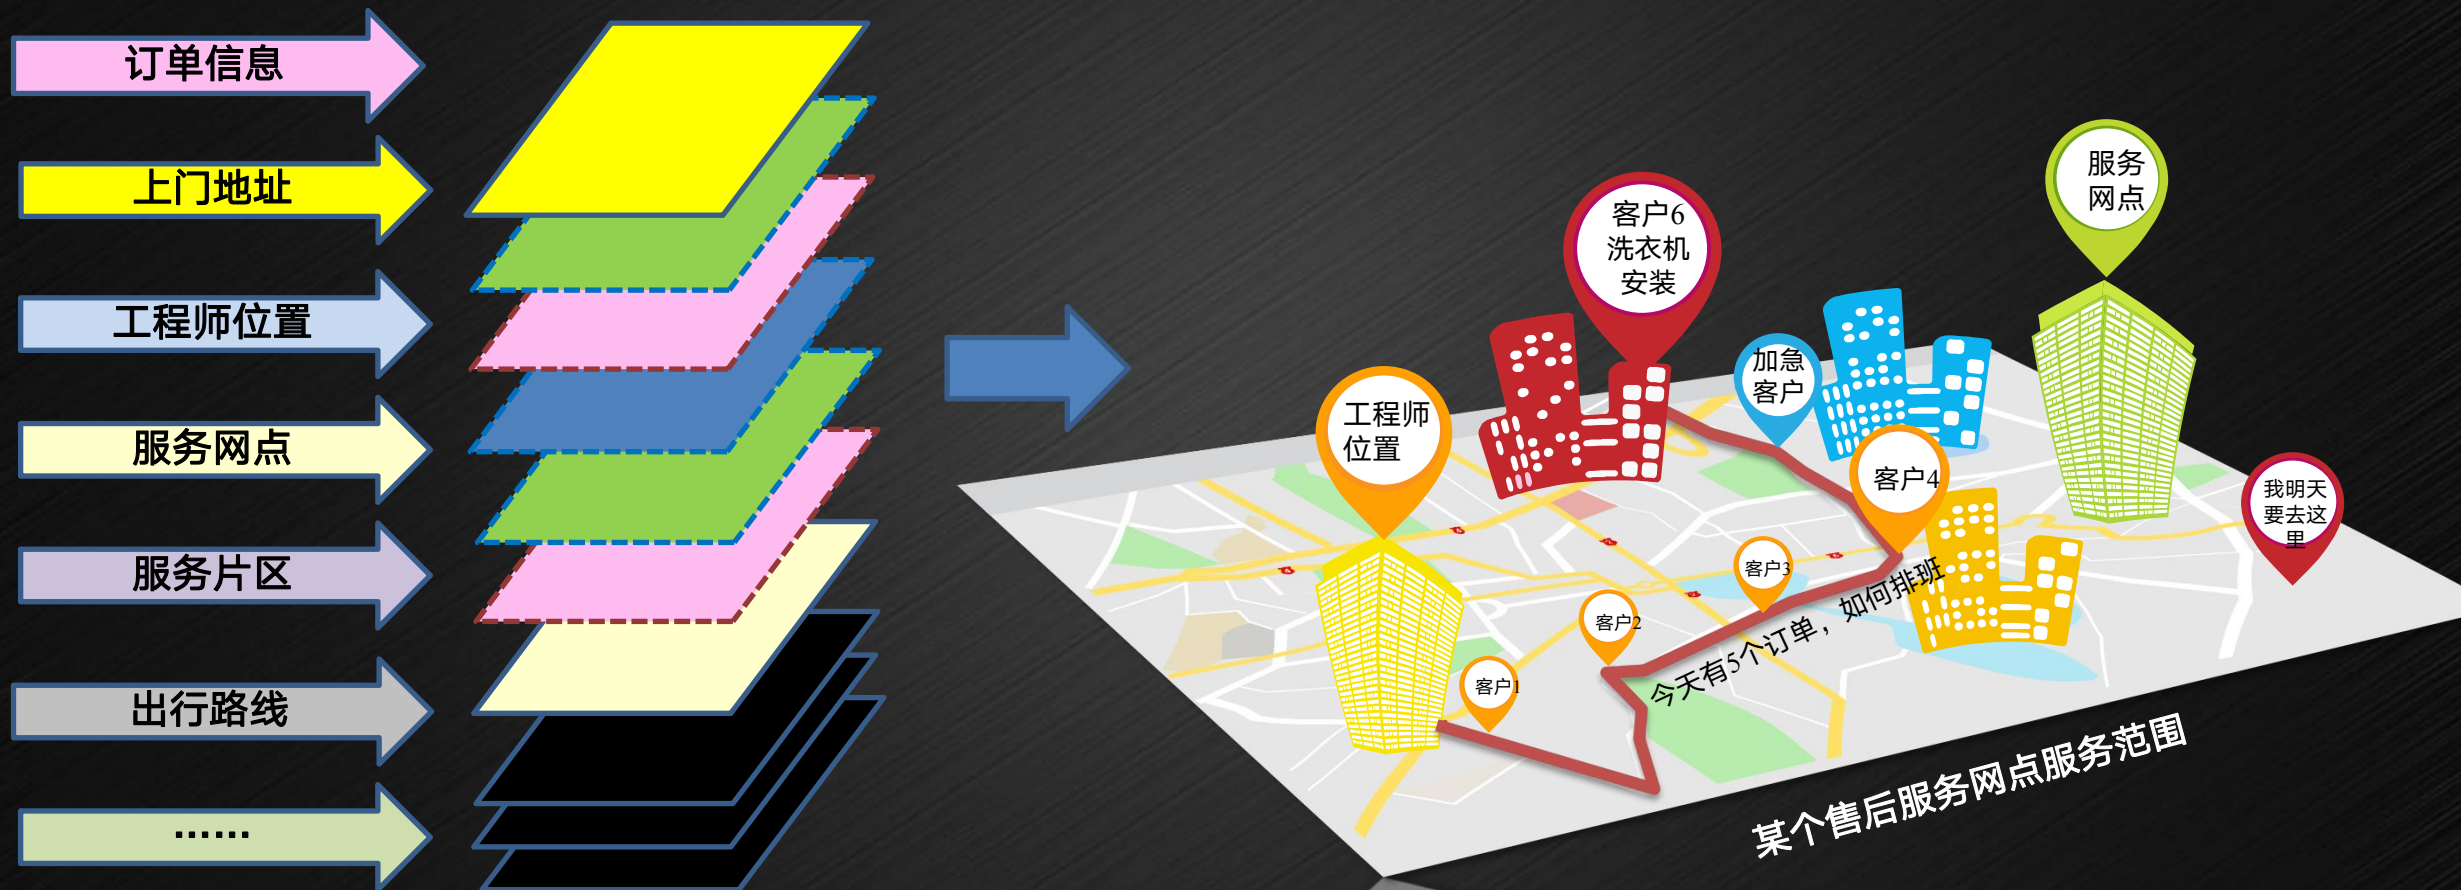 订单信息
上门地址
工程师位置
服务网点
服务片区
出行路线
……
服务
网点
客户6
洗衣机
安装
加急
客户
工程师
位置
客户4
我明天
要去这
里
客户3
客户2
客户1
今天有5个订单，如何排班
某个售后服务网点服务范围